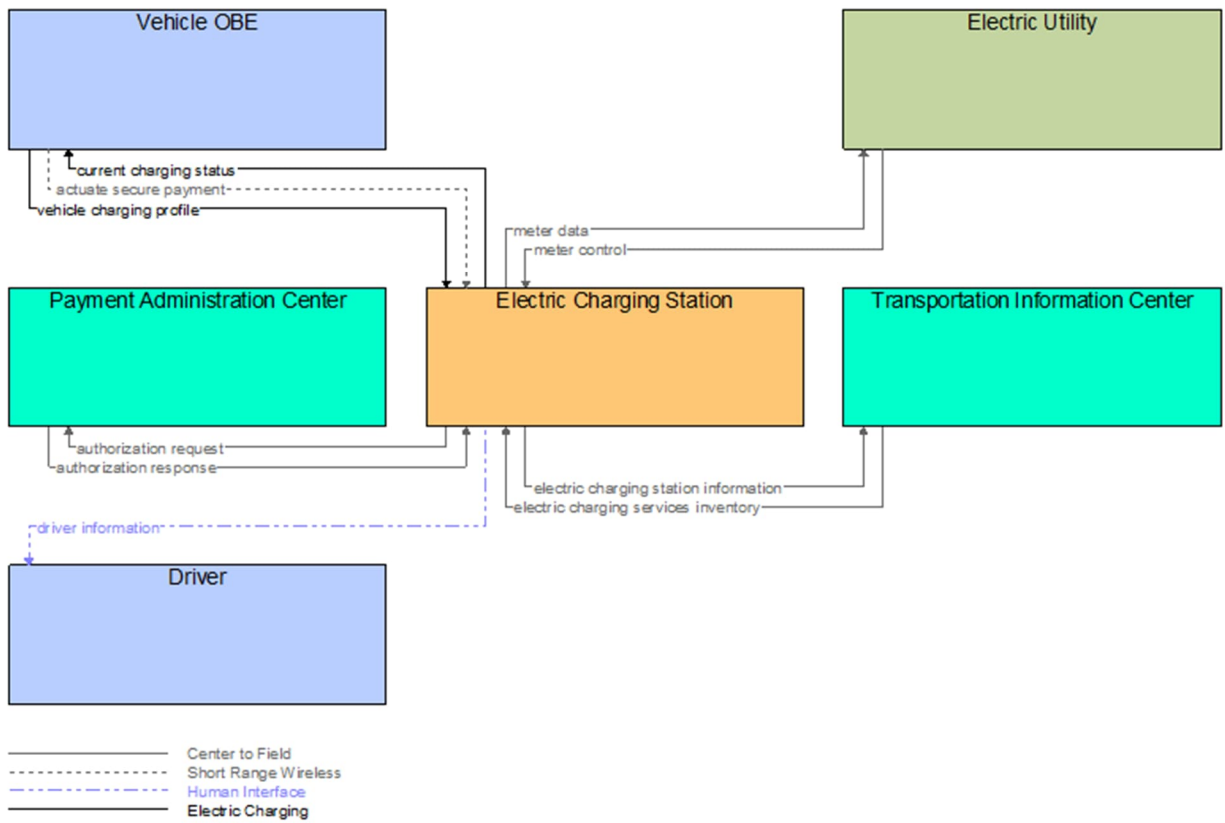 Vehicle OBE
Electric Utility
current charging status
actuate secure payment
vehicle charging profile
meter data
meter control
Payment Administration Center
Electric Charging Station
Transportation Information Center
authorization request
authorization response
electric charging station information
electric charging services inventory
driver information
Driver
Center to Field
Short Range Wireless
Human Interface
Electric Charging